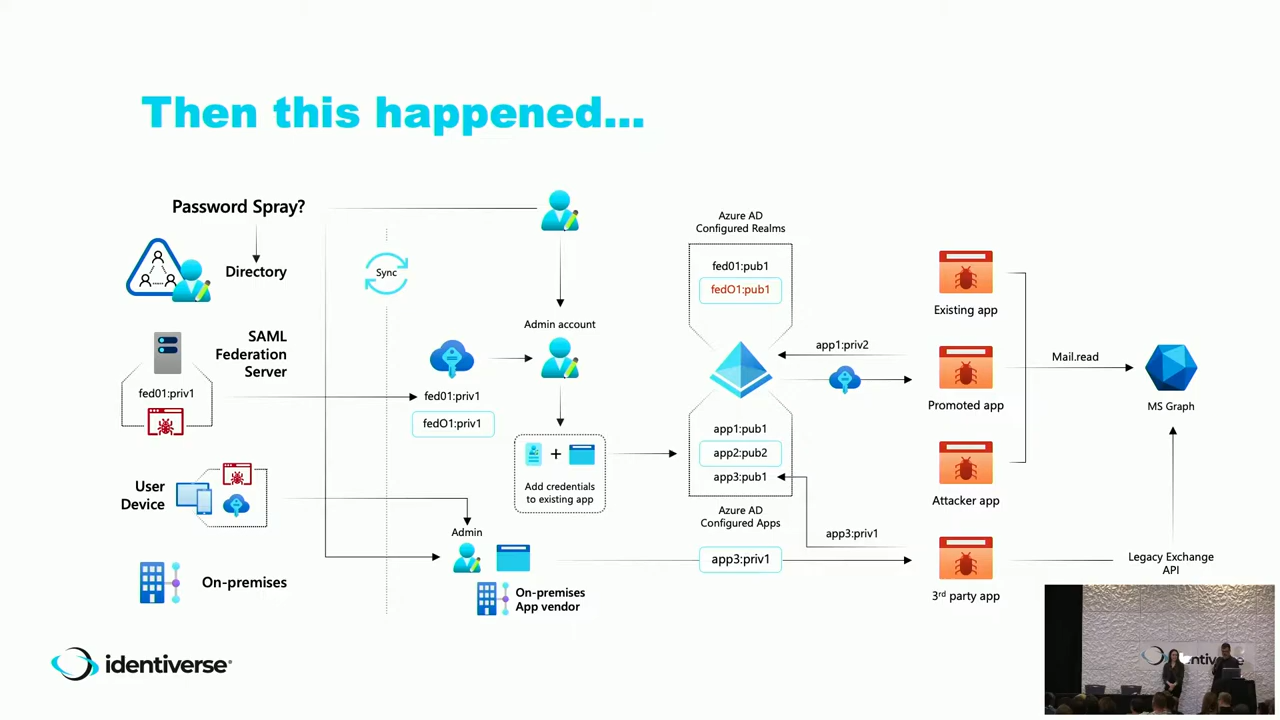 Then this happened...
Password Spray?
Directory
Sync
SAML
Federation
Server
fed01:priv1
User
Device
On-premises
fed01:priv1
fedO1:priv1
Admin account
Add credentials
to existing app
Admin
On-premises
App vendor
Azure AD
Configured Realms
fed01:pub1
fedO1:pub1
app1:pub1
app2:pub2
app3:pub1
Azure AD
Configured Apps
app3:priv1
app1:priv2
app3:priv1
Existing app
Promoted app
Attacker app
3rd party app
Mail.read
MS Graph
Legacy Exchange
API
identiverse®